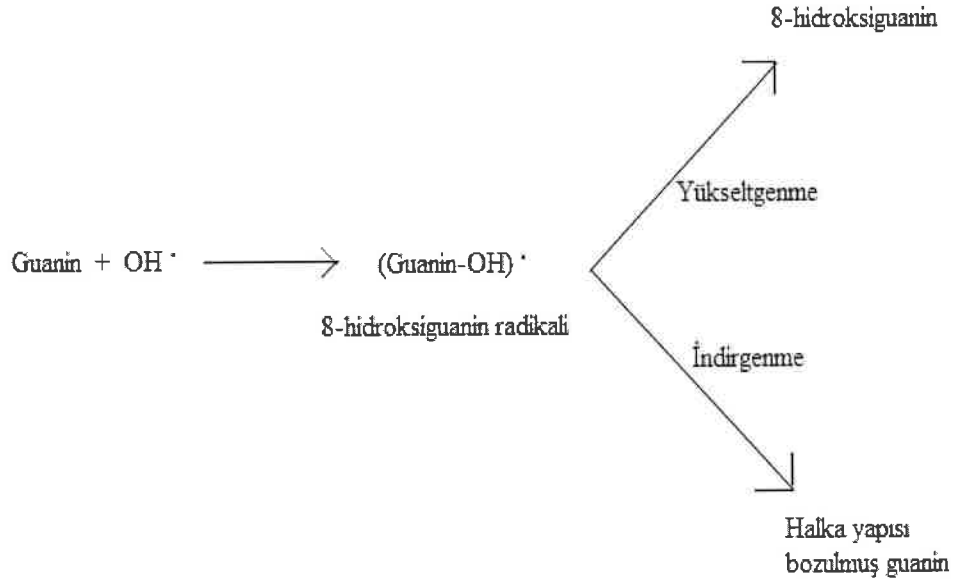 8-hidroksiguanin
Yükseltgenme
Guanin + OH ˙
(Guanin-OH) ˙
8-hidroksiguanin radikali
İndirgenme
Halka yapısı
bozulmuş guanin